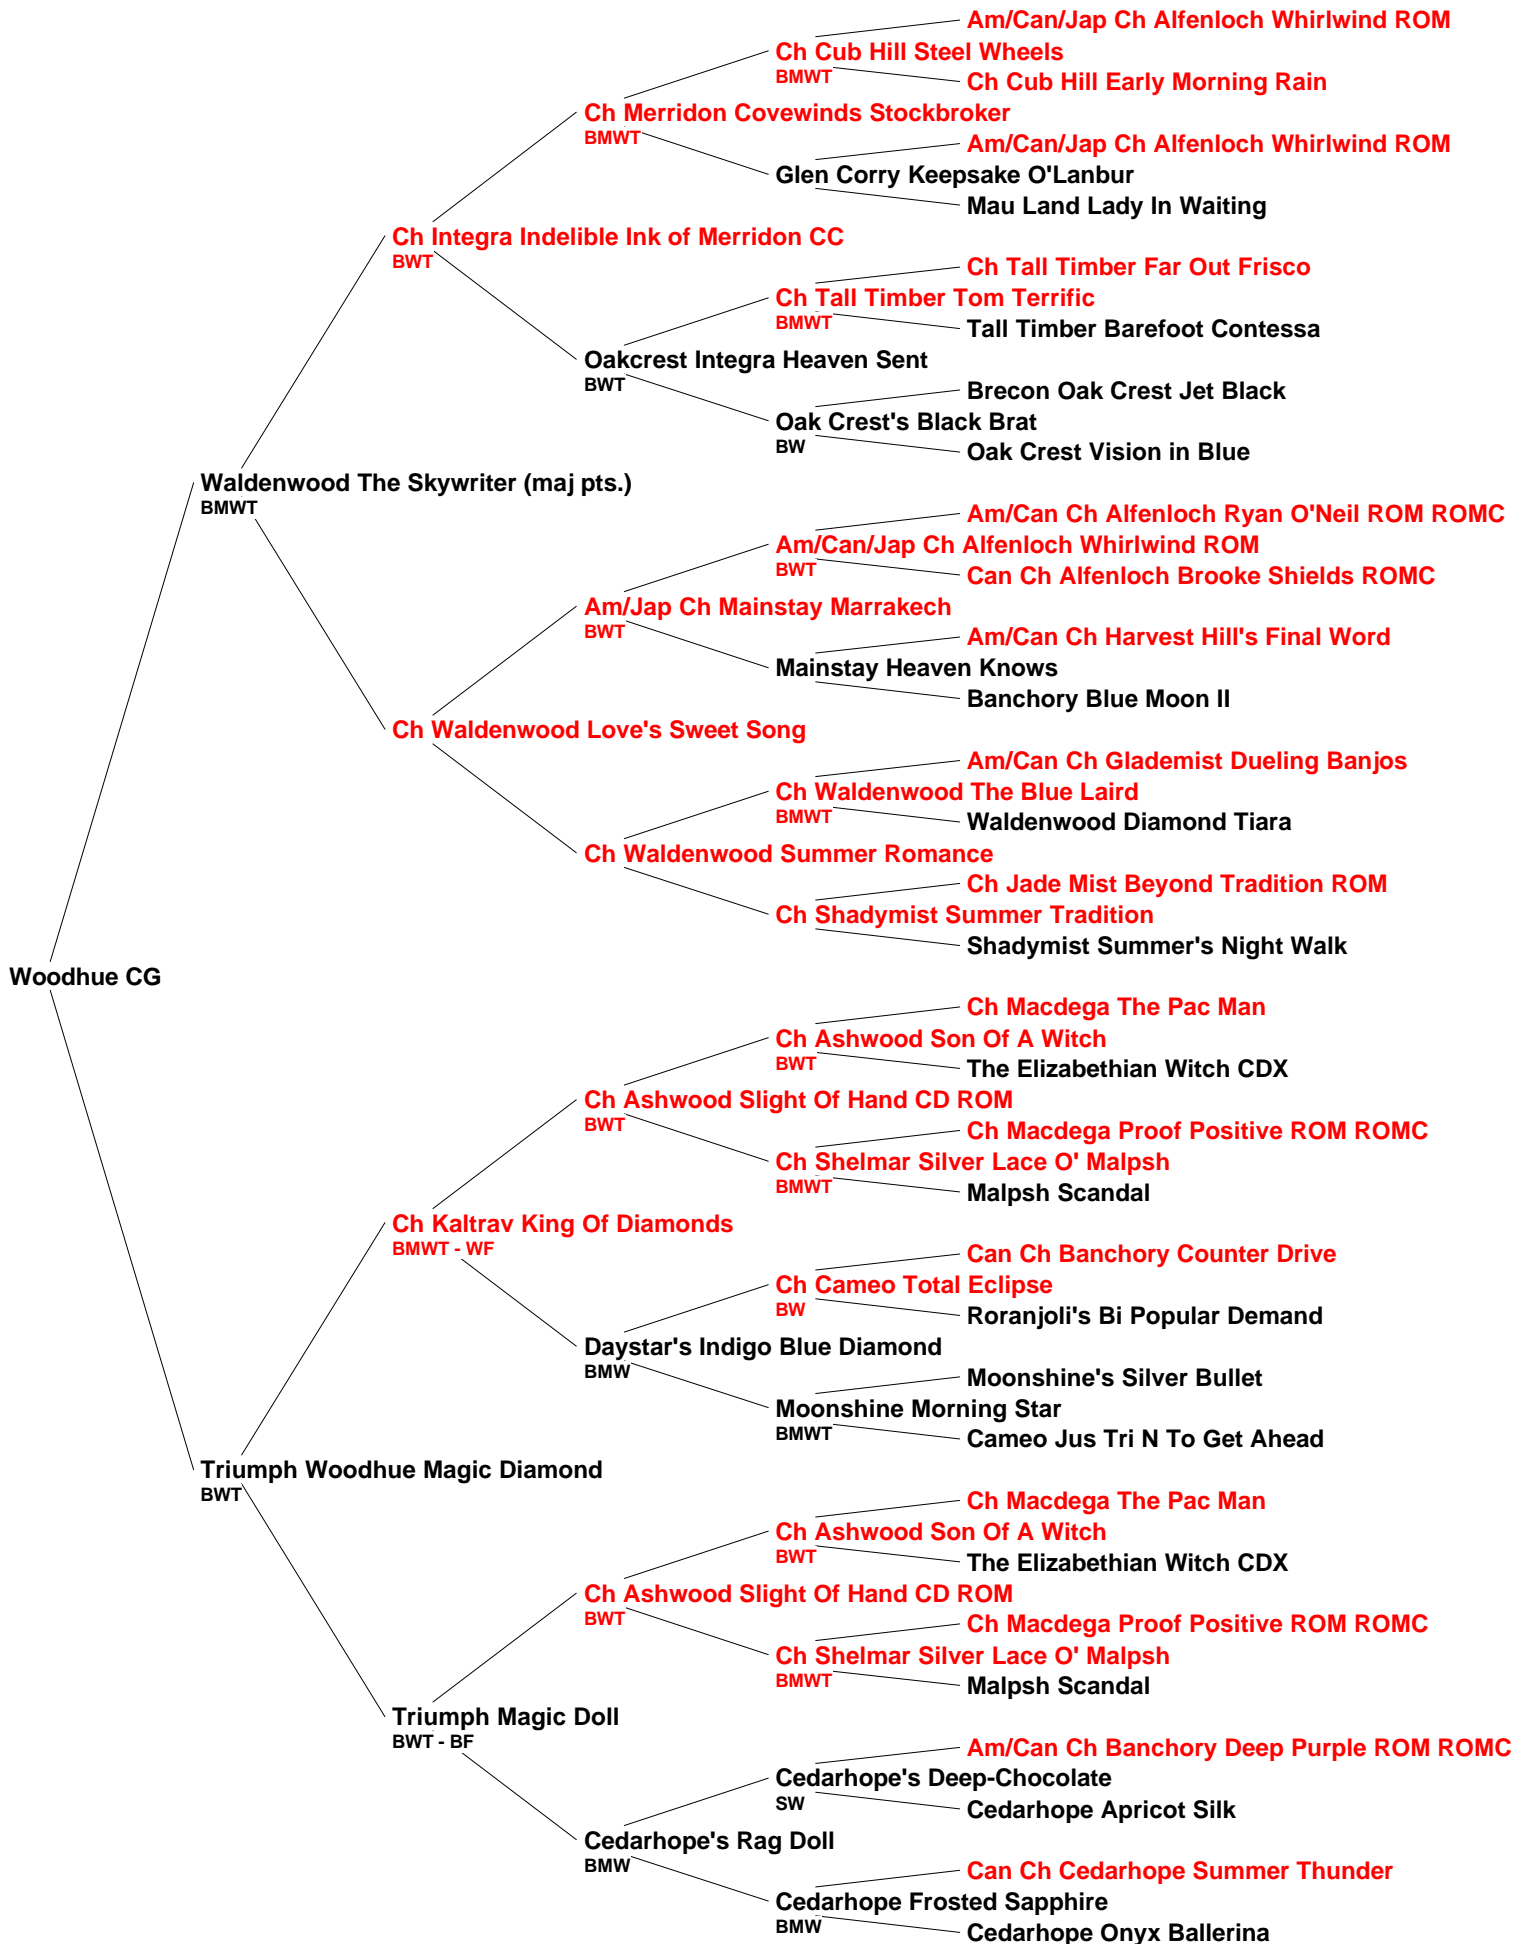 Am/Can/Jap Ch Alfenloch Whirlwind ROM
Ch Cub Hill Steel Wheels
BMWT
Ch Cub Hill Early Morning Rain
Ch Merridon Covewinds Stockbroker
BMWT
Am/Can/Jap Ch Alfenloch Whirlwind ROM
Glen Corry Keepsake O'Lanbur
Mau Land Lady In Waiting
Ch Integra Indelible Ink of Merridon CC
BWT
Ch Tall Timber Far Out Frisco
Ch Tall Timber Tom Terrific
BMWT
Tall Timber Barefoot Contessa
Oakcrest Integra Heaven Sent
BWT
Brecon Oak Crest Jet Black
Oak Crest's Black Brat
BW
Oak Crest Vision in Blue
Waldenwood The Skywriter (maj pts.)
BMWT
Am/Can Ch Alfenloch Ryan O'Neil ROM ROMC
Am/Can/Jap Ch Alfenloch Whirlwind ROM
BWT
Can Ch Alfenloch Brooke Shields ROMC
Am/Jap Ch Mainstay Marrakech
BWT
Am/Can Ch Harvest Hill's Final Word
Mainstay Heaven Knows
Banchory Blue Moon II
Ch Waldenwood Love's Sweet Song
Am/Can Ch Glademist Dueling Banjos
Ch Waldenwood The Blue Laird
BMWT
Waldenwood Diamond Tiara
Ch Waldenwood Summer Romance
Ch Jade Mist Beyond Tradition ROM
Ch Shadymist Summer Tradition
Shadymist Summer's Night Walk
Woodhue CG
Ch Macdega The Pac Man
Ch Ashwood Son Of A Witch
BWT
The Elizabethian Witch CDX
Ch Ashwood Slight Of Hand CD ROM
BWT
Ch Macdega Proof Positive ROM ROMC
Ch Shelmar Silver Lace O' Malpsh
BMWT
Malpsh Scandal
Ch Kaltrav King Of Diamonds
BMWT - WF
Can Ch Banchory Counter Drive
Ch Cameo Total Eclipse
BW
Roranjoli's Bi Popular Demand
Daystar's Indigo Blue Diamond
BMW
Moonshine's Silver Bullet
Moonshine Morning Star
BMWT
Cameo Jus Tri N To Get Ahead
Triumph Woodhue Magic Diamond
BWT
Ch Macdega The Pac Man
Ch Ashwood Son Of A Witch
BWT
The Elizabethian Witch CDX
Ch Ashwood Slight Of Hand CD ROM
BWT
Ch Macdega Proof Positive ROM ROMC
Ch Shelmar Silver Lace O' Malpsh
BMWT
Malpsh Scandal
Triumph Magic Doll
BWT - BF
Am/Can Ch Banchory Deep Purple ROM ROMC
Cedarhope's Deep-Chocolate
SW
Cedarhope Apricot Silk
Cedarhope's Rag Doll
BMW
Can Ch Cedarhope Summer Thunder
Cedarhope Frosted Sapphire
BMW
Cedarhope Onyx Ballerina